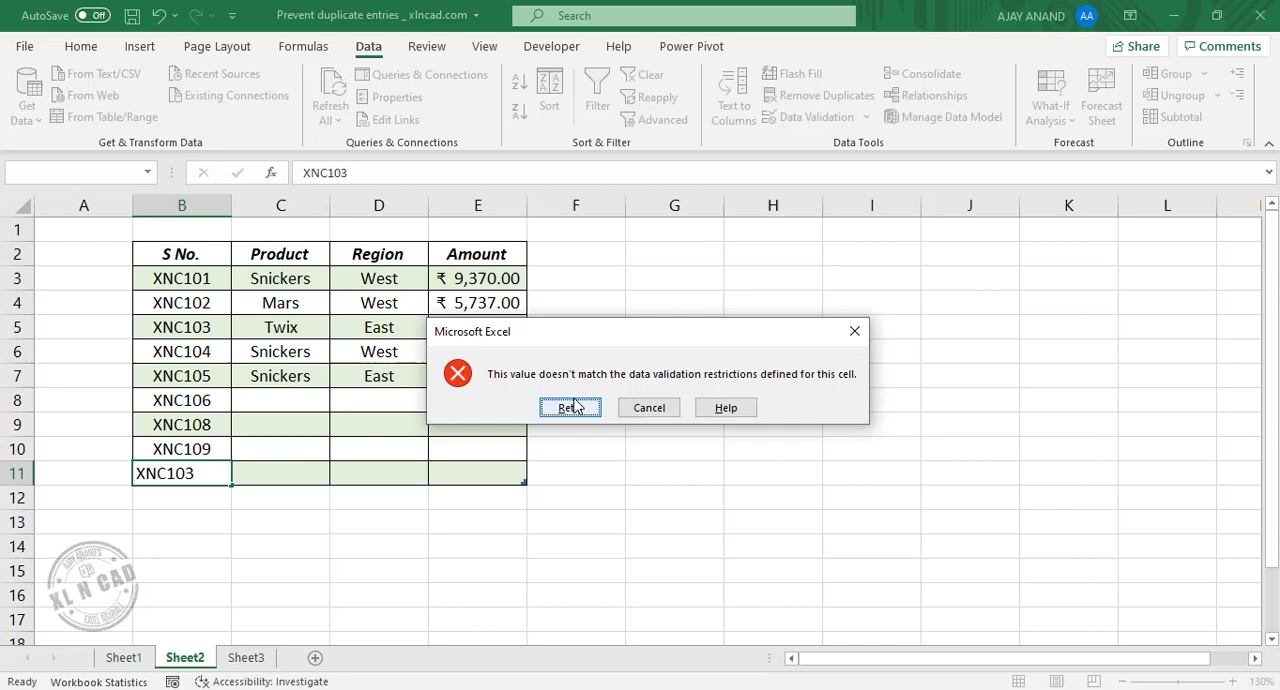 AutoSave Off Prevent duplicate entries _ xlncad.com Search AJAY ANAND AA
File Home Insert Page Layout Formulas Data Review View Developer Help Power Pivot Share Comments
Get Data
From Text/CSV
From Web
From Table/Range
Recent Sources
Existing Connections
Get & Transform Data
Refresh All
Queries & Connections
Properties
Edit Links
Queries & Connections
Sort
Filter
Clear
Reapply
Advanced
Sort & Filter
Text to Columns
Flash Fill
Remove Duplicates
Data Validation
Consolidate
Relationships
Manage Data Model
Data Tools
What-If Analysis
Forecast Sheet
Forecast
Group
Ungroup
Subtotal
Outline
fx XNC103
A B C D E F G H I J K L
1
2 S No. Product Region Amount
3 XNC101 Snickers West ₹ 9,370.00
4 XNC102 Mars West ₹ 5,737.00
5 XNC103 Twix East
6 XNC104 Snickers West
7 XNC105 Snickers East
8 XNC106
9 XNC108
10 XNC109
11 XNC103
12
13
14
15
16
17
18
Microsoft Excel
This value doesn't match the data validation restrictions defined for this cell.
Cancel Help
AJAY ANAND'S
XL N CAD
Sheet1 Sheet2 Sheet3
Ready Workbook Statistics Accessibility: Investigate 130%